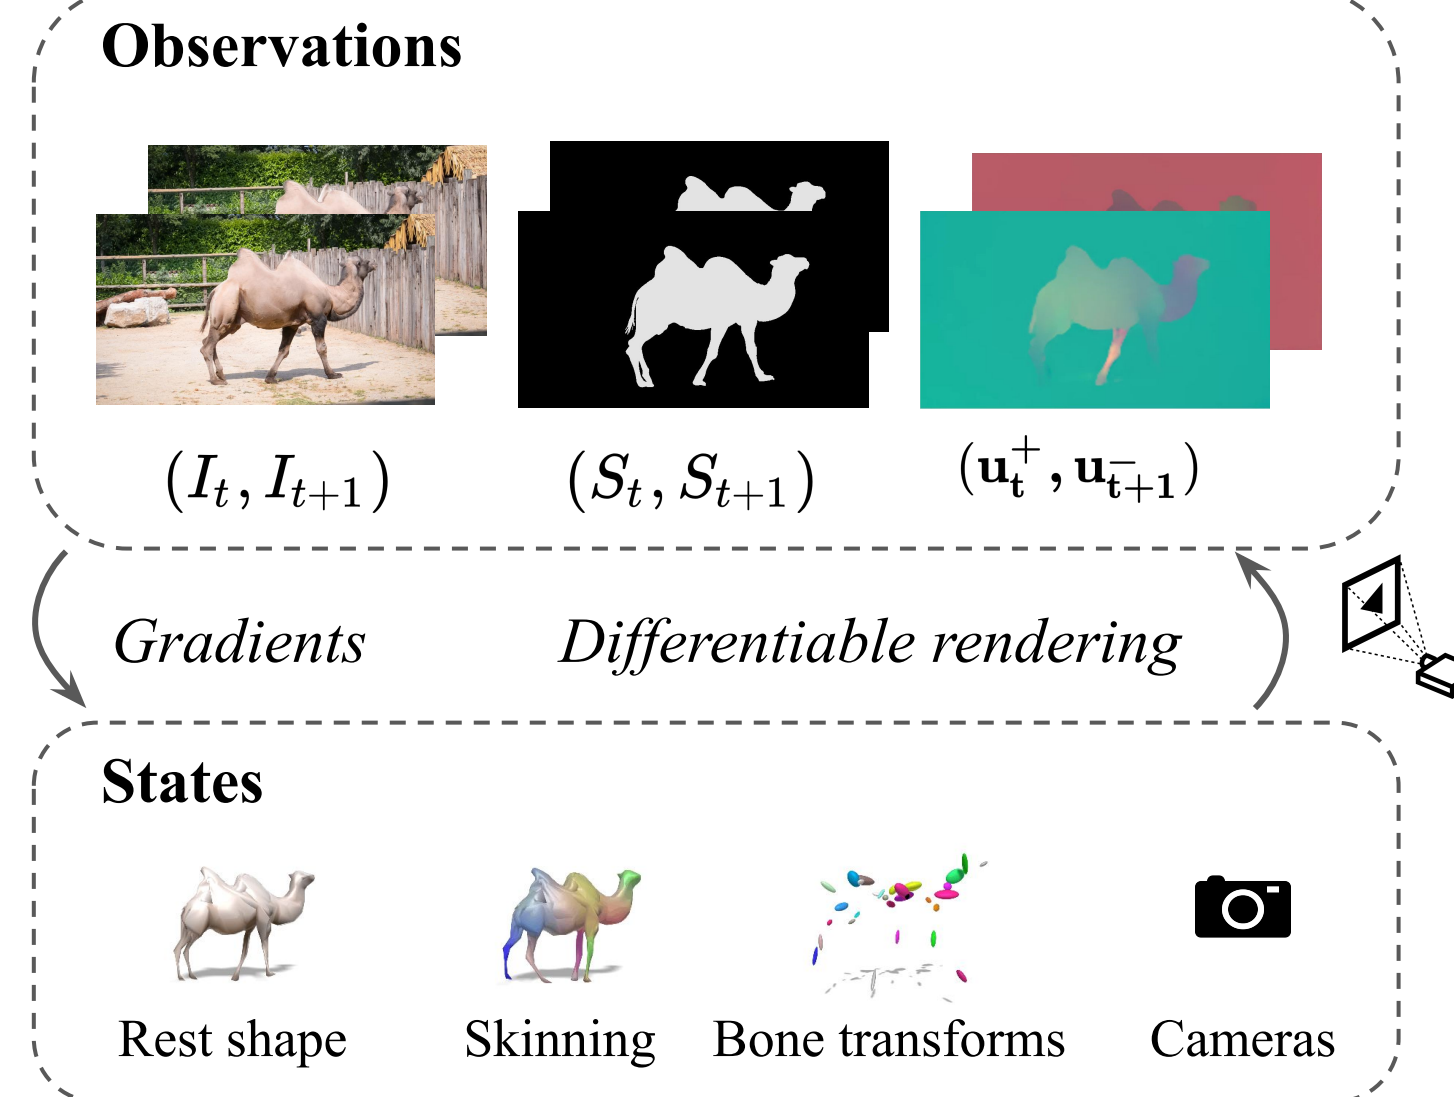 Observations
(I_t, I_{t+1}) (S_t, S_{t+1}) (u_t^+, u_{t+1}^-)
Gradients Differentiable rendering
States
Rest shape Skinning Bone transforms Cameras